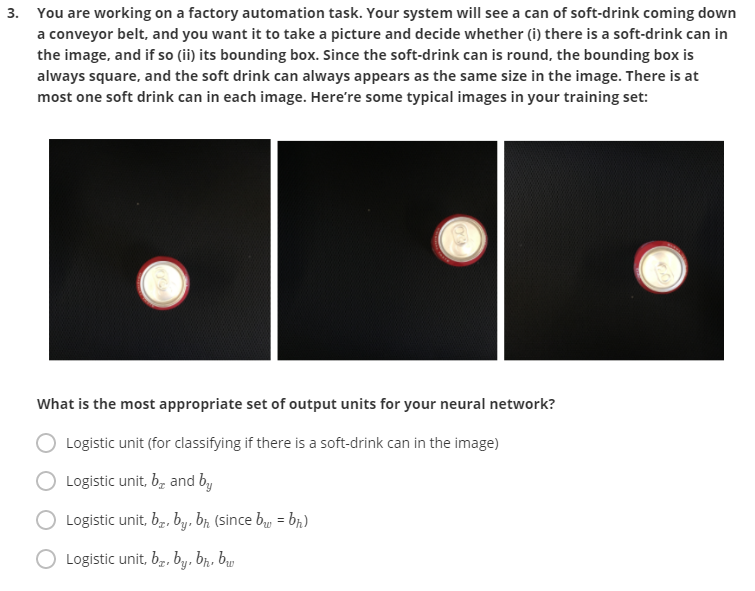 3. You are working on a factory automation task. Your system will see a can of soft-drink coming down
a conveyor belt, and you want it to take a picture and decide whether (i) there is a soft-drink can in
the image, and if so (ii) its bounding box. Since the soft-drink can is round, the bounding box is
always square, and the soft drink can always appears as the same size in the image. There is at
most one soft drink can in each image. Here’re some typical images in your training set:
What is the most appropriate set of output units for your neural network?
Logistic unit (for classifying if there is a soft-drink can in the image)
Logistic unit, bₓ and b_y
Logistic unit, bₓ, b_y, bₕ (since b_w = bₕ)
Logistic unit, bₓ, b_y, bₕ, b_w